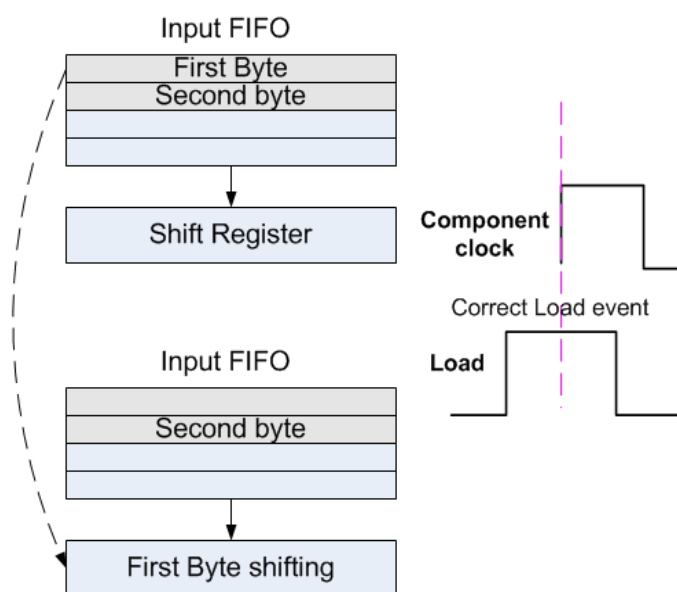 Input FIFO
First Byte
Second byte
Shift Register
Component
clock
Correct Load event
Load
Input FIFO
Second byte
First Byte shifting